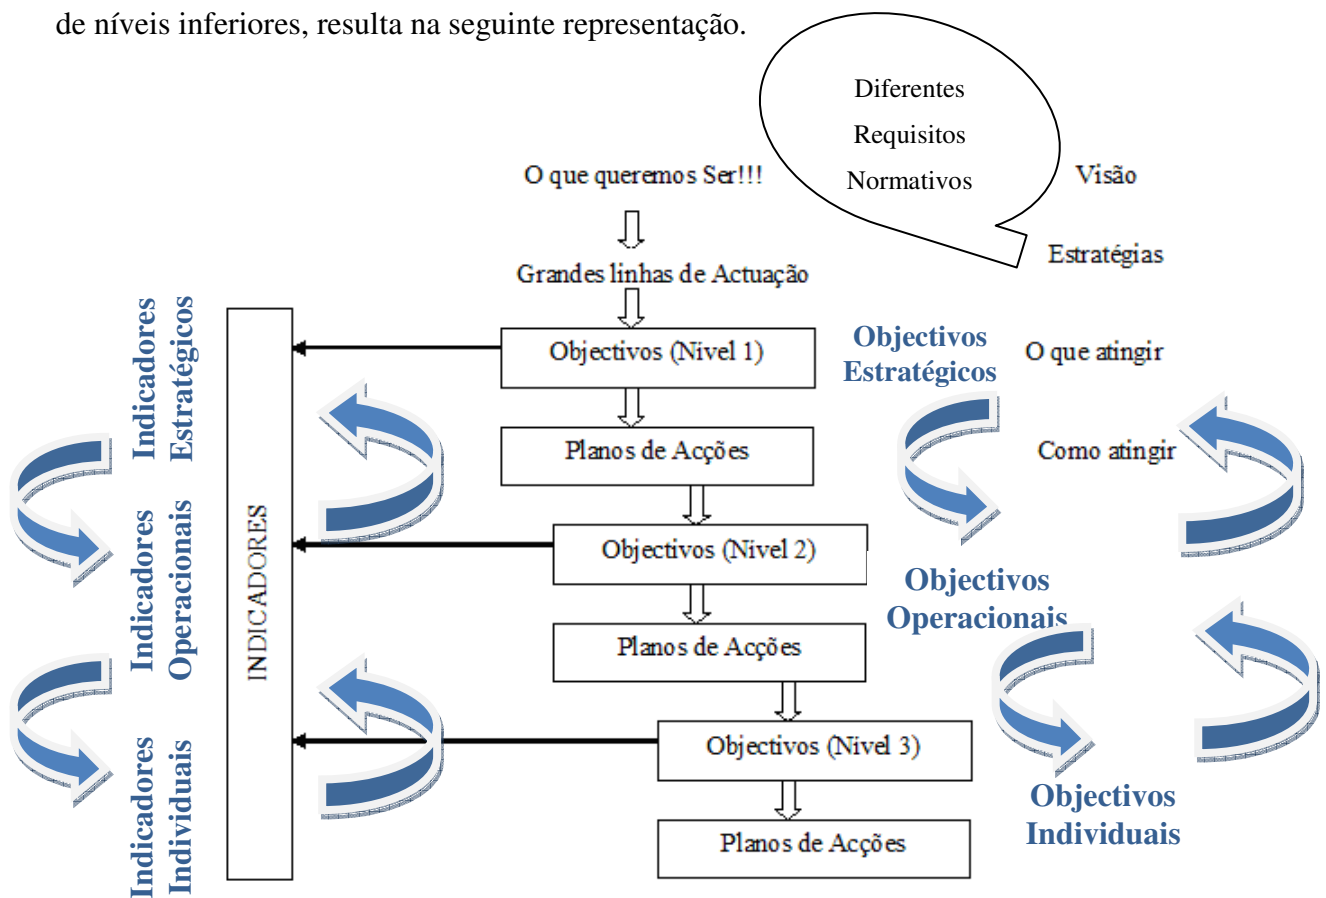 de níveis inferiores, resulta na seguinte representação.
Diferentes
Requisitos
Normativos
O que queremos Ser!!!
Visão
Estratégias
Grandes linhas de Actuação
Indicadores
Estratégicos
Objectivos (Nivel 1)
Objectivos
Estratégicos
O que atingir
Planos de Acções
Como atingir
INDICADORES
Indicadores
Operacionais
Objectivos (Nivel 2)
Objectivos
Operacionais
Planos de Acções
Indicadores
Individuais
Objectivos (Nivel 3)
Objectivos
Individuais
Planos de Acções